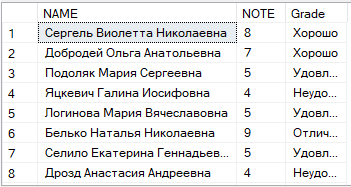 NAME NOTE Grade
1 Сергель Виолетта Николаевна 8 Хорошо
2 Добродей Ольга Анатольевна 7 Хорошо
3 Подоляк Мария Сергеевна 5 Удовл...
4 Яцкевич Галина Иосифовна 4 Неудо...
5 Логинова Мария Вячеславовна 5 Удовл...
6 Белько Наталья Николаевна 9 Отлич...
7 Селило Екатерина Геннадьев... 5 Удовл...
8 Дрозд Анастасия Андреевна 4 Неудо...